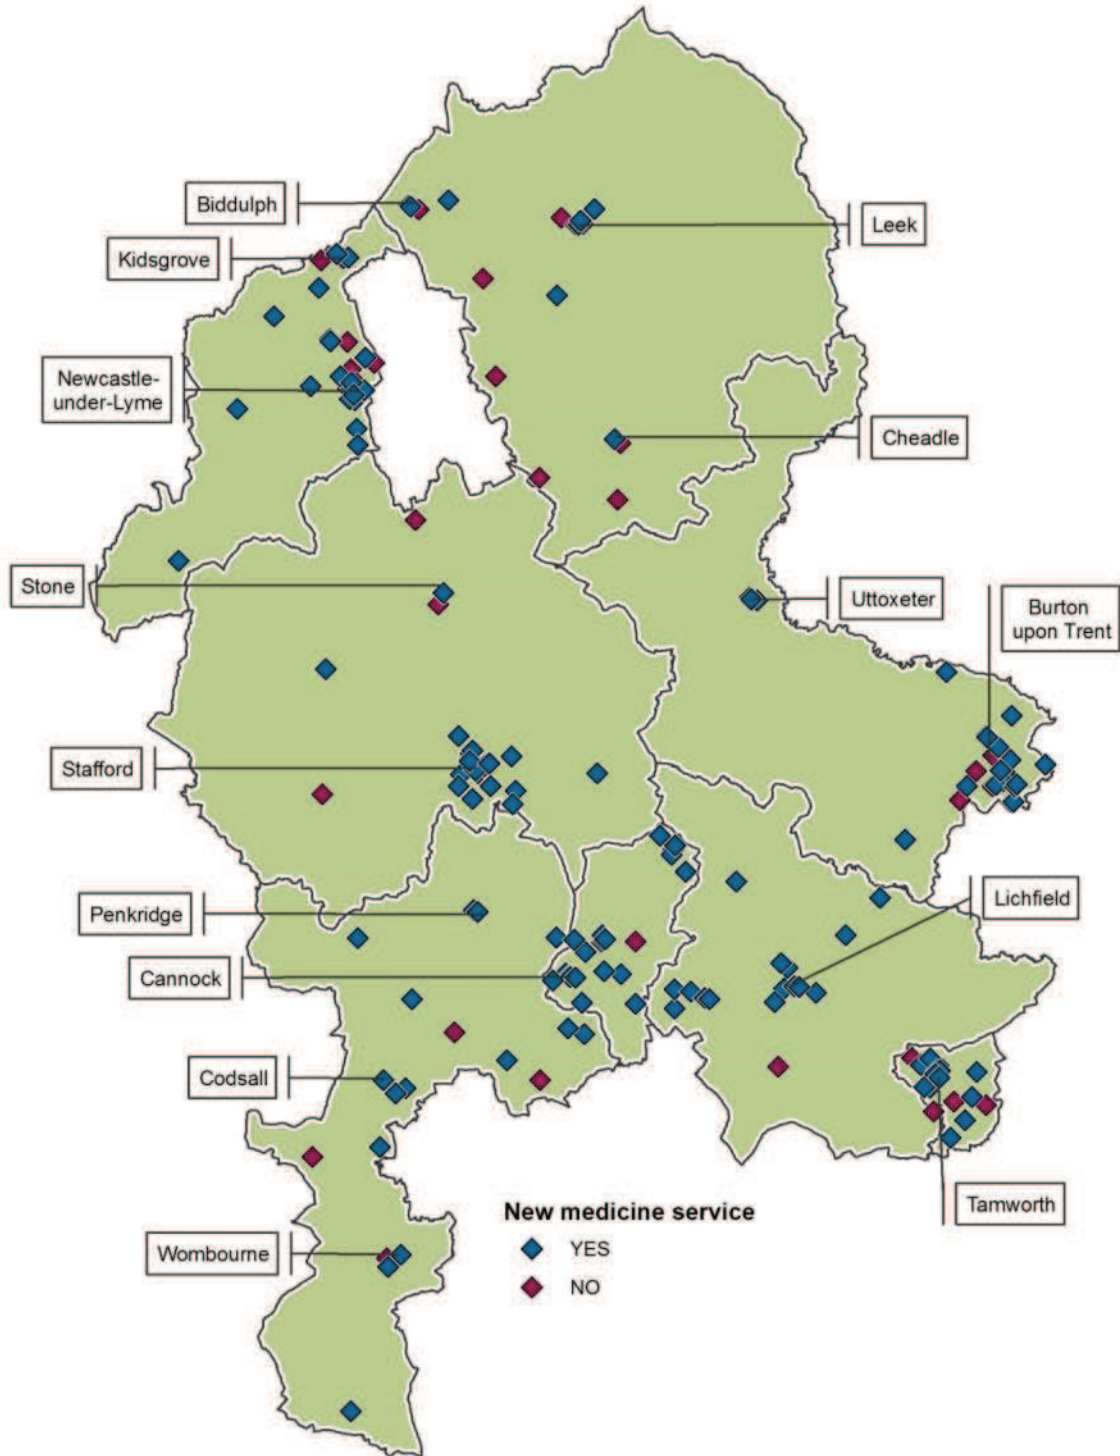 Biddulph
Leek
Kidsgrove
Newcastle-
under-Lyme
Cheadle
Stone
Uttoxeter
Burton
upon Trent
Stafford
Penkridge
Lichfield
Cannock
Codsall
Tamworth
Wombourne
New medicine service
YES
NO